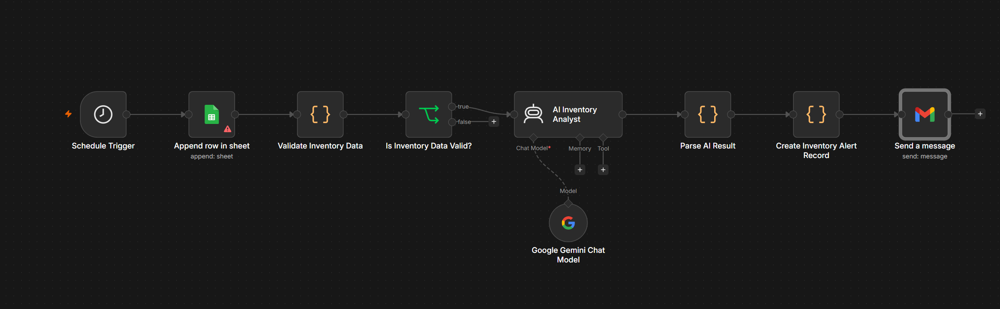 Schedule Trigger
Append row in sheet
append: sheet
Validate Inventory Data
Is Inventory Data Valid?
true
false
AI Inventory
Analyst
Chat Model*
Memory
Tool
Model
Google Gemini Chat
Model
Parse AI Result
Create Inventory Alert
Record
Send a message
send: message